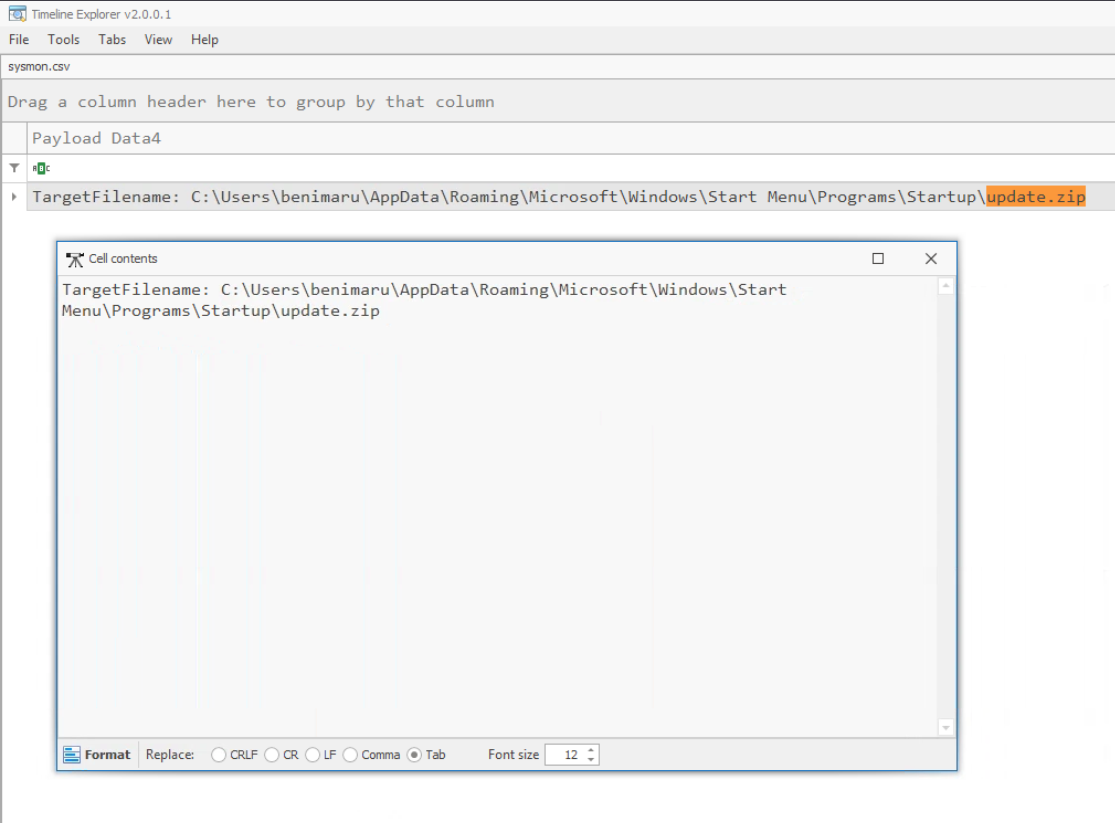 Timeline Explorer v2.0.0.1
File Tools Tabs View Help
sysmon.csv
Drag a column header here to group by that column
Payload Data4
ABC
TargetFilename: C:\Users\benimaru\AppData\Roaming\Microsoft\Windows\Start Menu\Programs\Startup\update.zip
Cell contents
TargetFilename: C:\Users\benimaru\AppData\Roaming\Microsoft\Windows\Start
Menu\Programs\Startup\update.zip
Format Replace: CRLF CR LF Comma Tab Font size 12